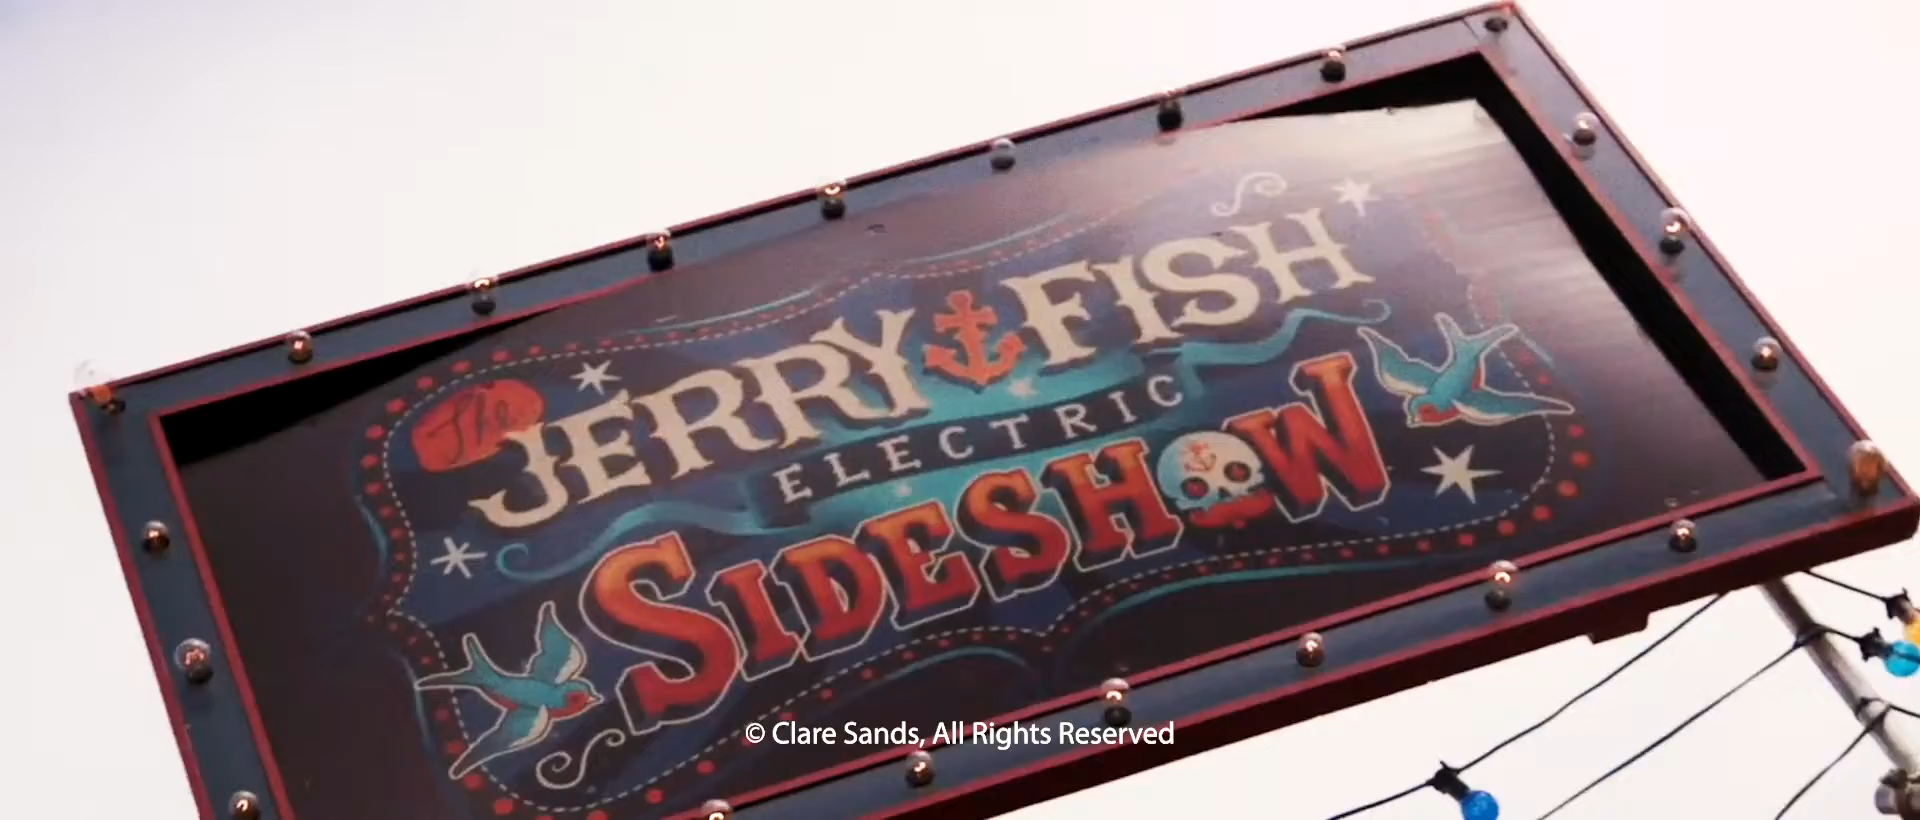 The
JERRY FISH
ELECTRIC
SIDESHOW
© Clare Sands, All Rights Reserved